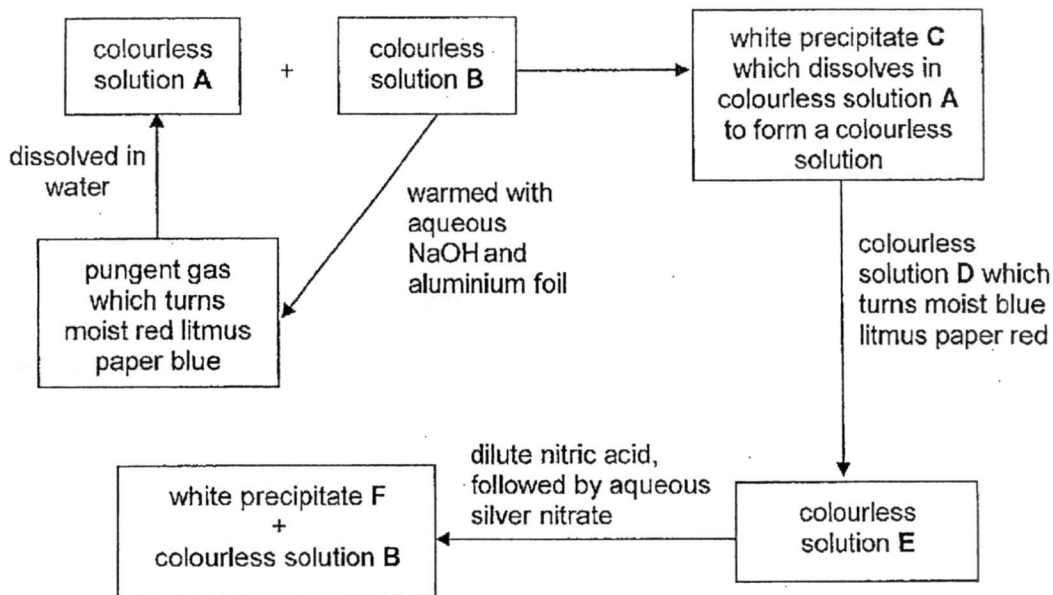 colourless
solution A
+
colourless
solution B
white precipitate C
which dissolves in
colourless solution A
to form a colourless
solution
dissolved in
water
warmed with
aqueous
NaOH and
aluminium foil
pungent gas
which turns
moist red litmus
paper blue
colourless
solution D which
turns moist blue
litmus paper red
dilute nitric acid,
followed by aqueous
silver nitrate
white precipitate F
+
colourless solution B
colourless
solution E